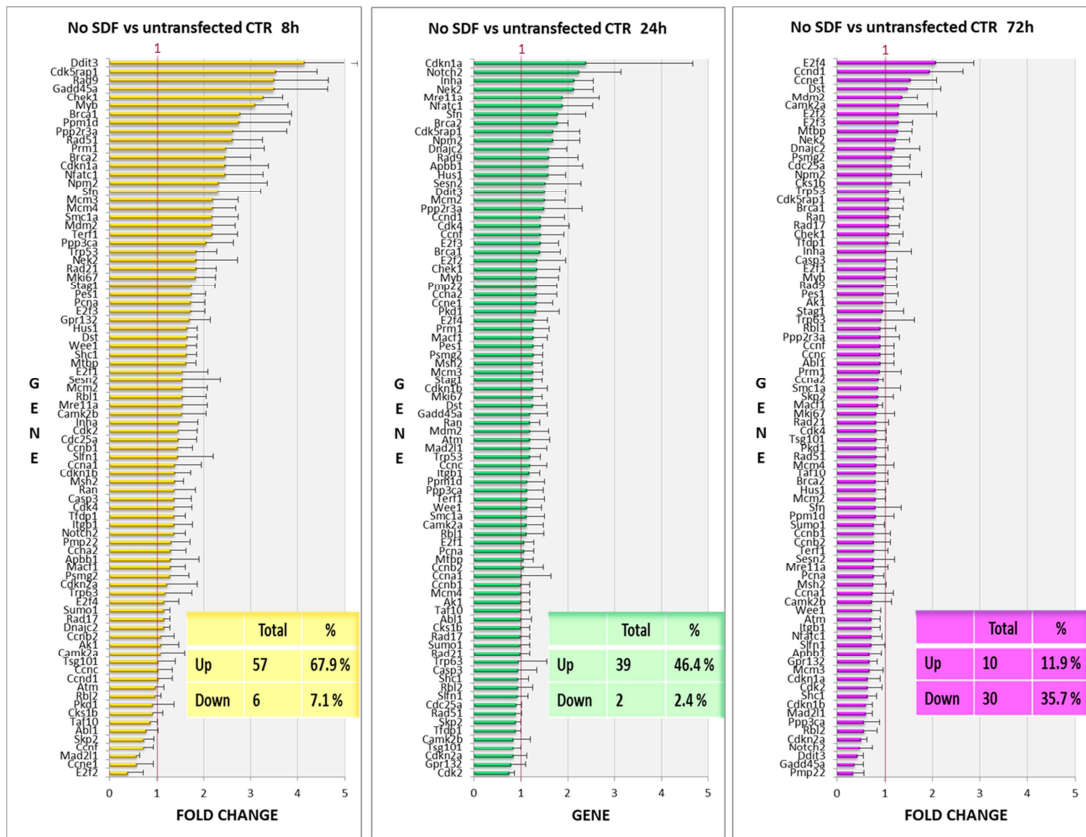 No SDF vs untransfected CTR 8h
1
Ddit3
Cdk5rap1
Rad9
Gadd45a
Chek1
Myb
Brca1
Ppm1d
Ppp2r3a
Rad51
Prm1
Brca2
Cdkn1a
Nfatc1
Npm2
Sfn
Mcm3
Mcm4
Smc1a
Mdm2
Terf1
Ppp3ca
Trp53
Nek2
Rad21
Mki67
Stag1
Pes1
Pcna
E2f3
Gpr132
Hus1
Dst
Wee1
Shc1
Mtbp
E2f1
Sesn2
Mcm2
Rbl1
Mre11a
Camk2b
Inha
Cdk2
Cdc25a
Ccnb1
Slfn1
Ccna1
Cdkn1b
Msh2
Ran
Casp3
Cdk4
Tfdp1
Itgb1
Notch2
Pmp22
Ccna2
Apbb1
Macf1
Psmg2
Cdkn2a
Trp63
E2f4
Sumo1
Rad17
Dnajc2
Ccnb2
Ak1
Camk2a
Tsg101
Ccnc
Ccnd1
Atm
Rbl2
Pkd1
Cks1b
Taf10
Abl1
Skp2
Ccnf
Mad2l1
Ccne1
E2f2
G
E
N
E
Total %
Up 57 67.9 %
Down 6 7.1 %
0 1 2 3 4 5
FOLD CHANGE
No SDF vs untransfected CTR 24h
1
Cdkn1a
Notch2
Inha
Nek2
Mre11a
Nfatc1
Sfn
Brca2
Cdk5rap1
Npm2
Dnajc2
Rad9
Apbb1
Hus1
Sesn2
Ddit3
Mcm2
Ppp2r3a
Ccnd1
Cdk4
Ccnf
E2f3
Brca1
E2f2
Chek1
Myb
Pmp22
Ccna2
Ccne1
Pkd1
E2f4
Prm1
Macf1
Pes1
Psmg2
Msh2
Mcm3
Stag1
Cdkn1b
Mki67
Dst
Gadd45a
Ran
Mdm2
Atm
Mad2l1
Trp53
Ccnc
Itgb1
Ppm1d
Ppp3ca
Terf1
Wee1
Smc1a
Camk2a
Rbl1
E2f1
Pcna
Mtbp
Ccnb2
Ccna1
Ccnb1
Mcm4
Ak1
Taf10
Abl1
Cks1b
Rad17
Sumo1
Rad21
Trp63
Casp3
Shc1
Rbl2
Slfn1
Cdc25a
Rad51
Skp2
Tfdp1
Camk2b
Tsg101
Cdkn2a
Gpr132
Cdk2
G
E
N
E
Total %
Up 39 46.4 %
Down 2 2.4 %
0 1 2 3 4 5
GENE
No SDF vs untransfected CTR 72h
1
E2f4
Ccnd1
Ccne1
Dst
Mdm2
Camk2a
E2f2
E2f3
Mtbp
Nek2
Dnajc2
Psmg2
Cdc25a
Npm2
Cks1b
Trp53
Cdk5rap1
Brca1
Ran
Rad17
Chek1
Tfdp1
Inha
Casp3
E2f1
Myb
Rad9
Pes1
Ak1
Stag1
Trp63
Rbl1
Ppp2r3a
Ccnf
Ccnc
Abl1
Prm1
Ccna2
Smc1a
Skp2
Macf1
Mki67
Rad21
Cdk4
Tsg101
Pkd1
Rad51
Mcm4
Taf10
Brca2
Hus1
Mcm2
Sfn
Ppm1d
Sumo1
Ccnb1
Ccnb2
Terf1
Sesn2
Mre11a
Pcna
Msh2
Ccna1
Camk2b
Wee1
Atm
Itgb1
Nfatc1
Slfn1
Apbb1
Gpr132
Mcm3
Cdkn1a
Cdk2
Shc1
Cdkn1b
Mad2l1
Ppp3ca
Rbl2
Cdkn2a
Notch2
Ddit3
Gadd45a
Pmp22
G
E
N
E
Total %
Up 10 11.9 %
Down 30 35.7 %
0 1 2 3 4 5
FOLD CHANGE